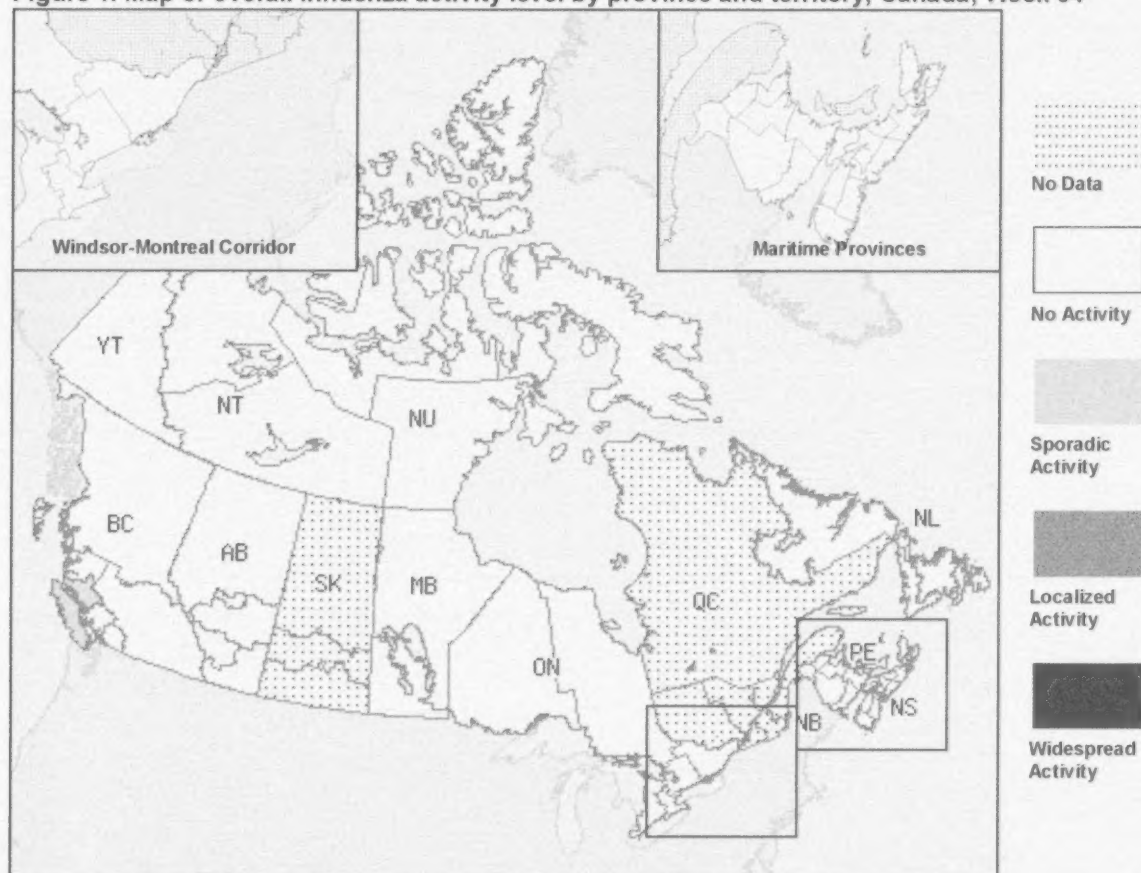 Windsor-Montreal Corridor
Maritime Provinces
No Data
No Activity
Sporadic
Activity
Localized
Activity
Widespread
Activity
YT
NT
NU
BC
AB
SK
MB
ON
QC
NL
PE
NB
NS